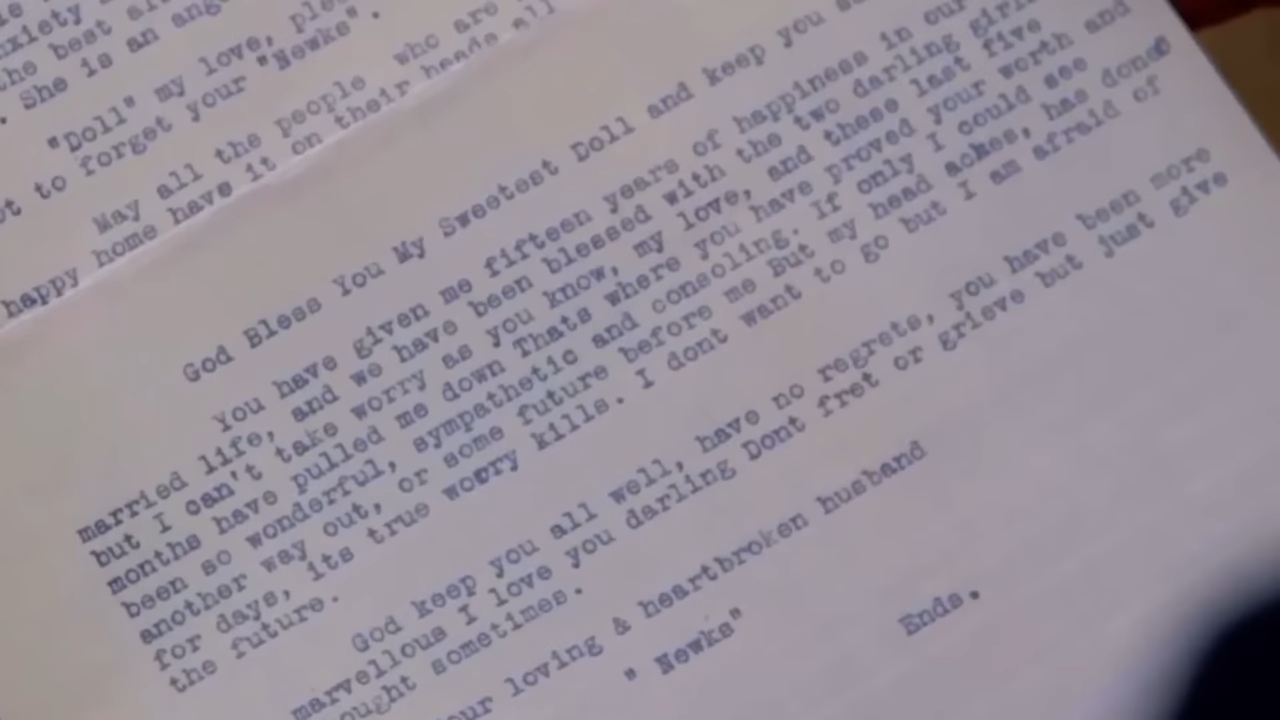 nxiety
the best
. She is an ang
"Doll" my love, ple
ot to forget your "Newks".
May all the people who are
happy home have it on their heads all
God Bless You My Sweetest Doll and keep you
You have given me fifteen years of happiness in our
married life, and we have been blessed with the two darling girls
but I can't take worry as you know, my love, and these last five
months have pulled me down Thats where you have proved your worth and
been so wonderful, sympathetic and consoling. If only I could see
another way out, or some future before me But my head aches, has done
for days, its true worry kills. I dont want to go but I am afraid of
the future.
God keep you all well, have no regrets, you have been more
marvellous I love you darling Dont fret or grieve but just give
ought sometimes.
our loving & heartbroken husband
" Newks"
Ends.